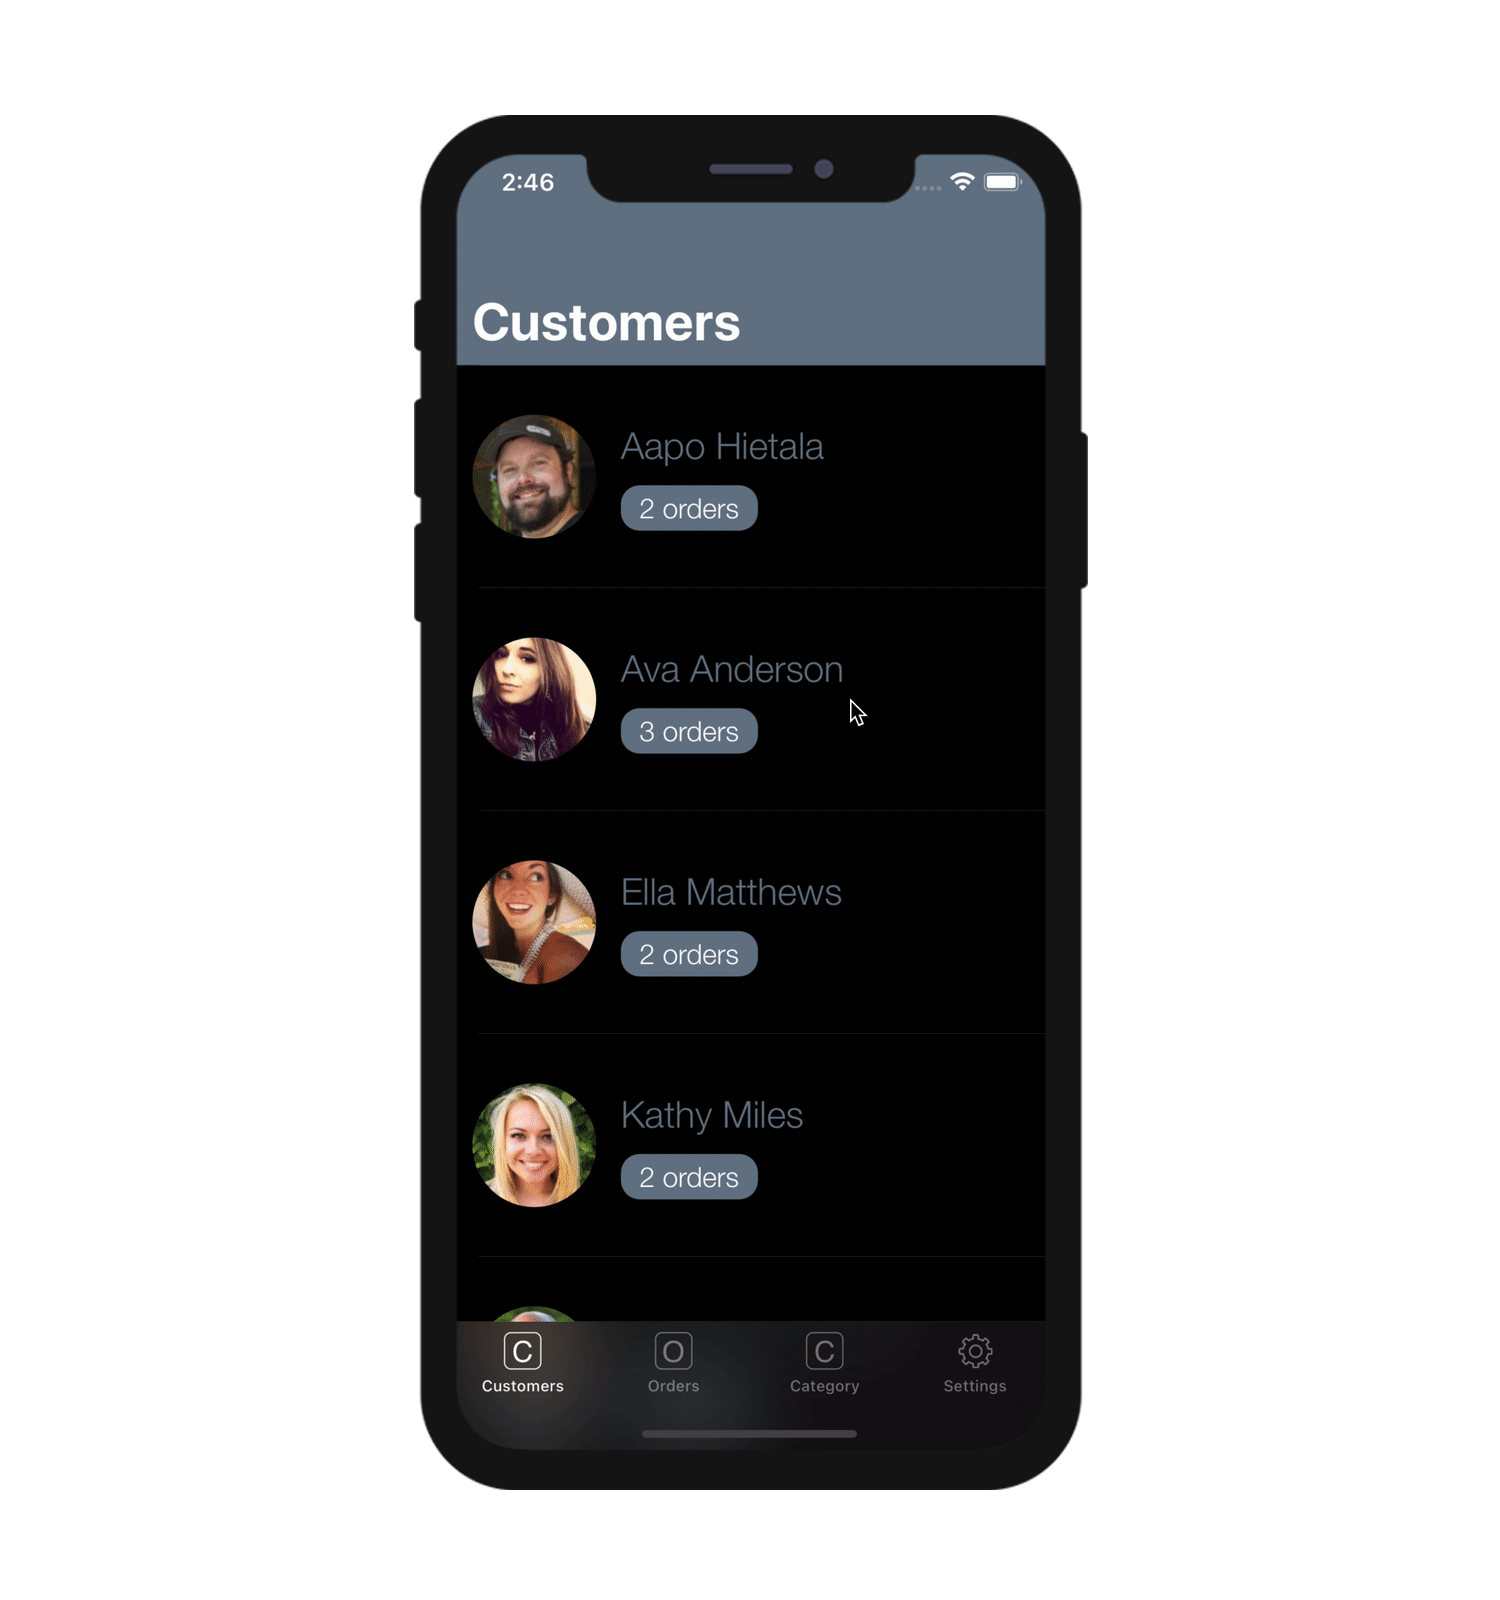 2:46
Customers
Aapo Hietala
2 orders
Ava Anderson
3 orders
Ella Matthews
2 orders
Kathy Miles
2 orders
C O C
Customers Orders Category Settings